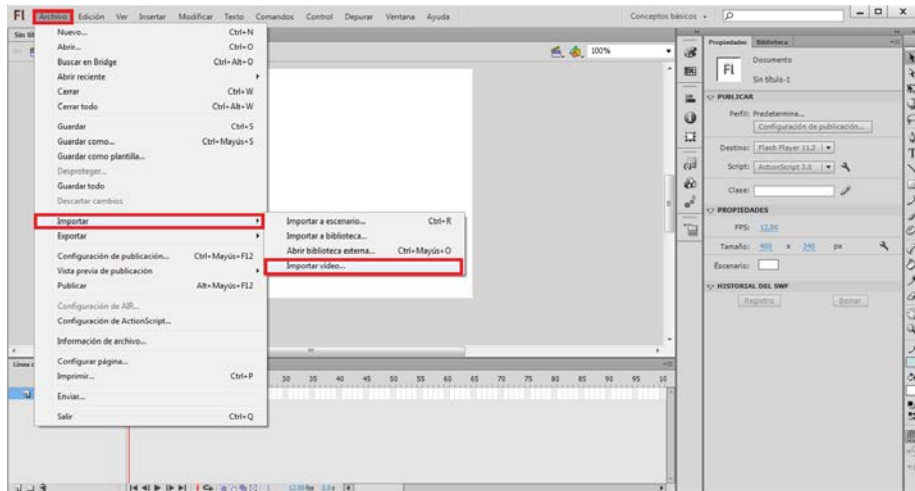 Fl Archivo Edición Ver Insertar Modificar Texto Comandos Control Depurar Ventana Ayuda Conceptos básicos
Nuevo... Ctrl+N
Abrir... Ctrl+O
Buscar en Bridge Ctrl+Alt+O
Abrir reciente
Cerrar Ctrl+W
Cerrar todo Ctrl+Alt+W
Guardar Ctrl+S
Guardar como... Ctrl+Mayús+S
Guardar como plantilla...
Desproteger...
Guardar todo
Descartar cambios
Importar
Exportar
Configuración de publicación... Ctrl+Mayús+F12
Vista previa de publicación
Publicar Alt+Mayús+F12
Configuración de AIR...
Configuración de ActionScript...
Información de archivo...
Configurar página...
Imprimir... Ctrl+P
Enviar...
Salir Ctrl+Q
Importar a escenario... Ctrl+R
Importar a biblioteca...
Abrir biblioteca externa... Ctrl+Mayús+O
Importar vídeo...
100%
Propiedades Biblioteca
Fl
Documento
Sin título-1
PUBLICAR
Perfil: Predetermina...
Configuración de publicación...
Destino: Flash Player 11.2
Script: ActionScript 3.0
Clase:
PROPIEDADES
FPS: 12,00
Tamaño: x px
Escenario:
HISTORIAL DEL SWF
Registro Borrar
30 35 40 45 50 55 60 65 70 75 80 85 90 95 10